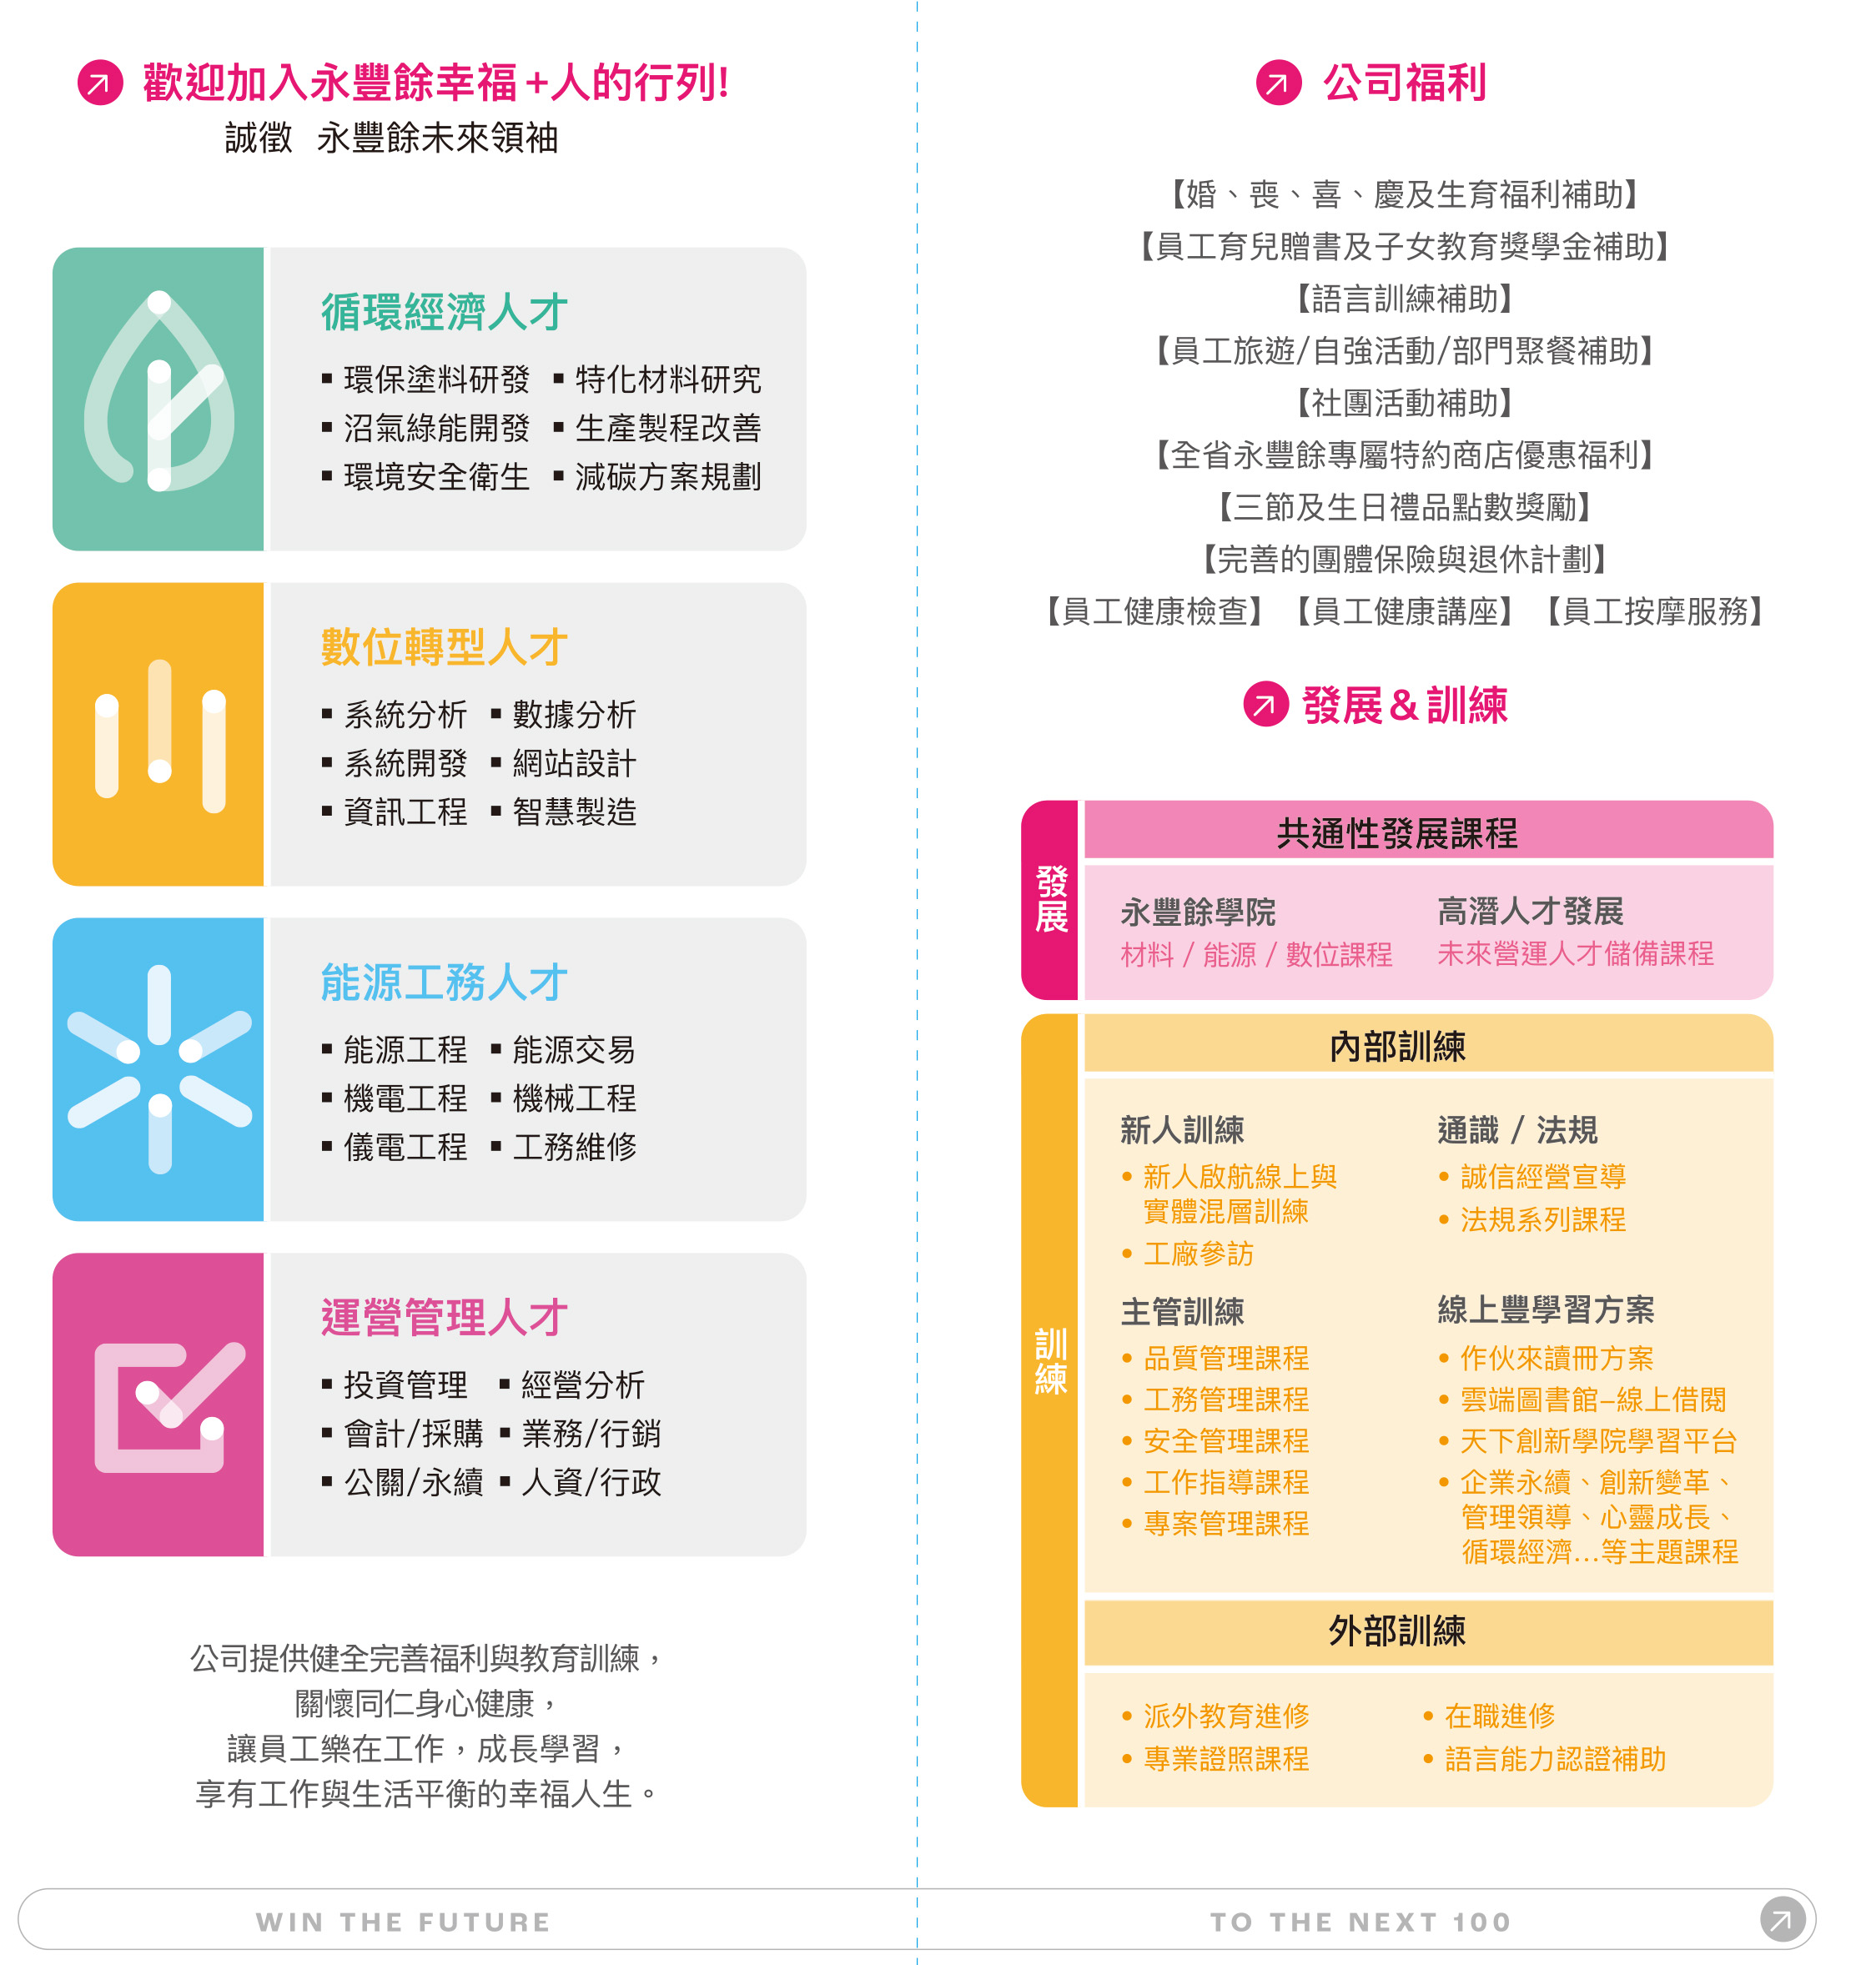 歡迎加入永豐餘幸福+人的行列!
誠徵 永豐餘未來領袖
循環經濟人才
▪ 環保塗料研發 ▪ 特化材料研究
▪ 沼氣綠能開發 ▪ 生產製程改善
▪ 環境安全衛生 ▪ 減碳方案規劃
數位轉型人才
▪ 系統分析 ▪ 數據分析
▪ 系統開發 ▪ 網站設計
▪ 資訊工程 ▪ 智慧製造
能源工務人才
▪ 能源工程 ▪ 能源交易
▪ 機電工程 ▪ 機械工程
▪ 儀電工程 ▪ 工務維修
運營管理人才
▪ 投資管理 ▪ 經營分析
▪ 會計/採購 ▪ 業務/行銷
▪ 公關/永續 ▪ 人資/行政
公司提供健全完善福利與教育訓練，
關懷同仁身心健康，
讓員工樂在工作，成長學習，
享有工作與生活平衡的幸福人生。
公司福利
【婚、喪、喜、慶及生育福利補助】
【員工育兒贈書及子女教育獎學金補助】
【語言訓練補助】
【員工旅遊/自強活動/部門聚餐補助】
【社團活動補助】
【全省永豐餘專屬特約商店優惠福利】
【三節及生日禮品點數獎勵】
【完善的團體保險與退休計劃】
【員工健康檢查】【員工健康講座】【員工按摩服務】
發展&訓練
發展
共通性發展課程
永豐餘學院
材料 / 能源 / 數位課程
高潛人才發展
未來營運人才儲備課程
訓練
內部訓練
新人訓練
• 新人啟航線上與
實體混層訓練
• 工廠參訪
通識 / 法規
• 誠信經營宣導
• 法規系列課程
主管訓練
• 品質管理課程
• 工務管理課程
• 安全管理課程
• 工作指導課程
• 專案管理課程
線上豐學習方案
• 作伙來讀冊方案
• 雲端圖書館–線上借閱
• 天下創新學院學習平台
• 企業永續、創新變革、
管理領導、心靈成長、
循環經濟...等主題課程
外部訓練
• 派外教育進修 • 在職進修
• 專業證照課程 • 語言能力認證補助
WIN THE FUTURE
TO THE NEXT 100